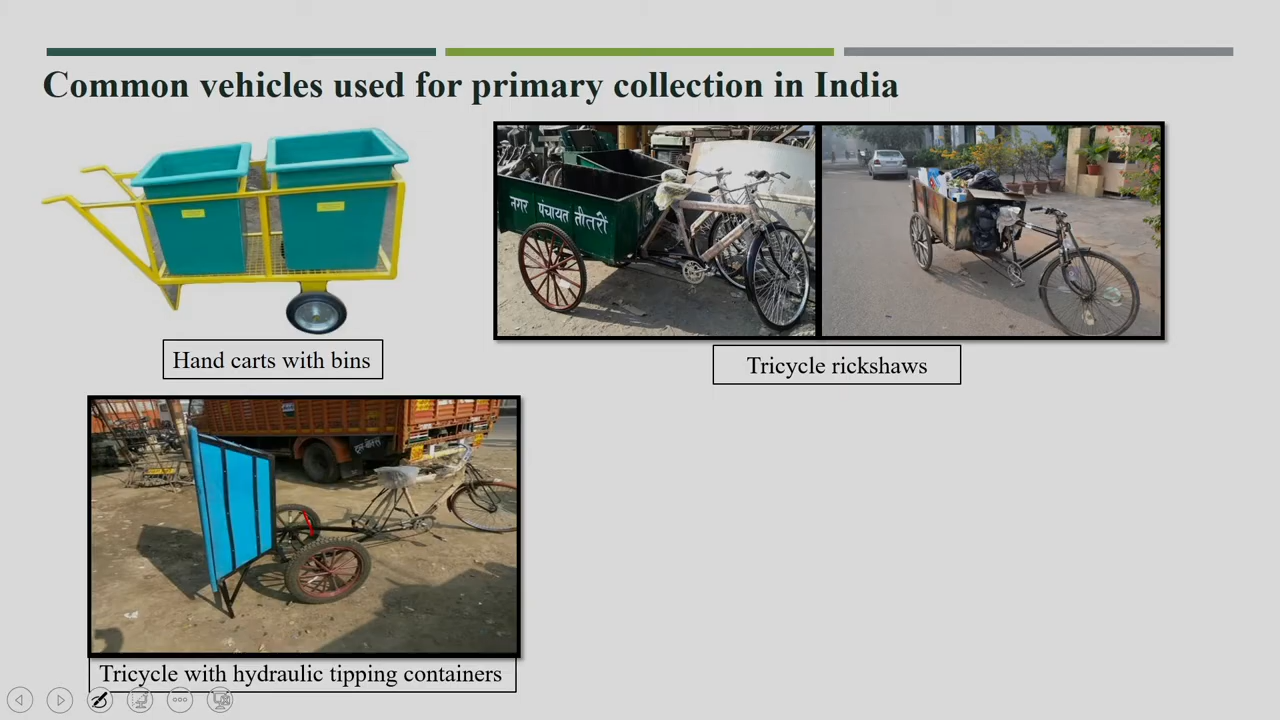 Common vehicles used for primary collection in India
नगर पंचायत तीतरों
Hand carts with bins
Tricycle rickshaws
Tricycle with hydraulic tipping containers